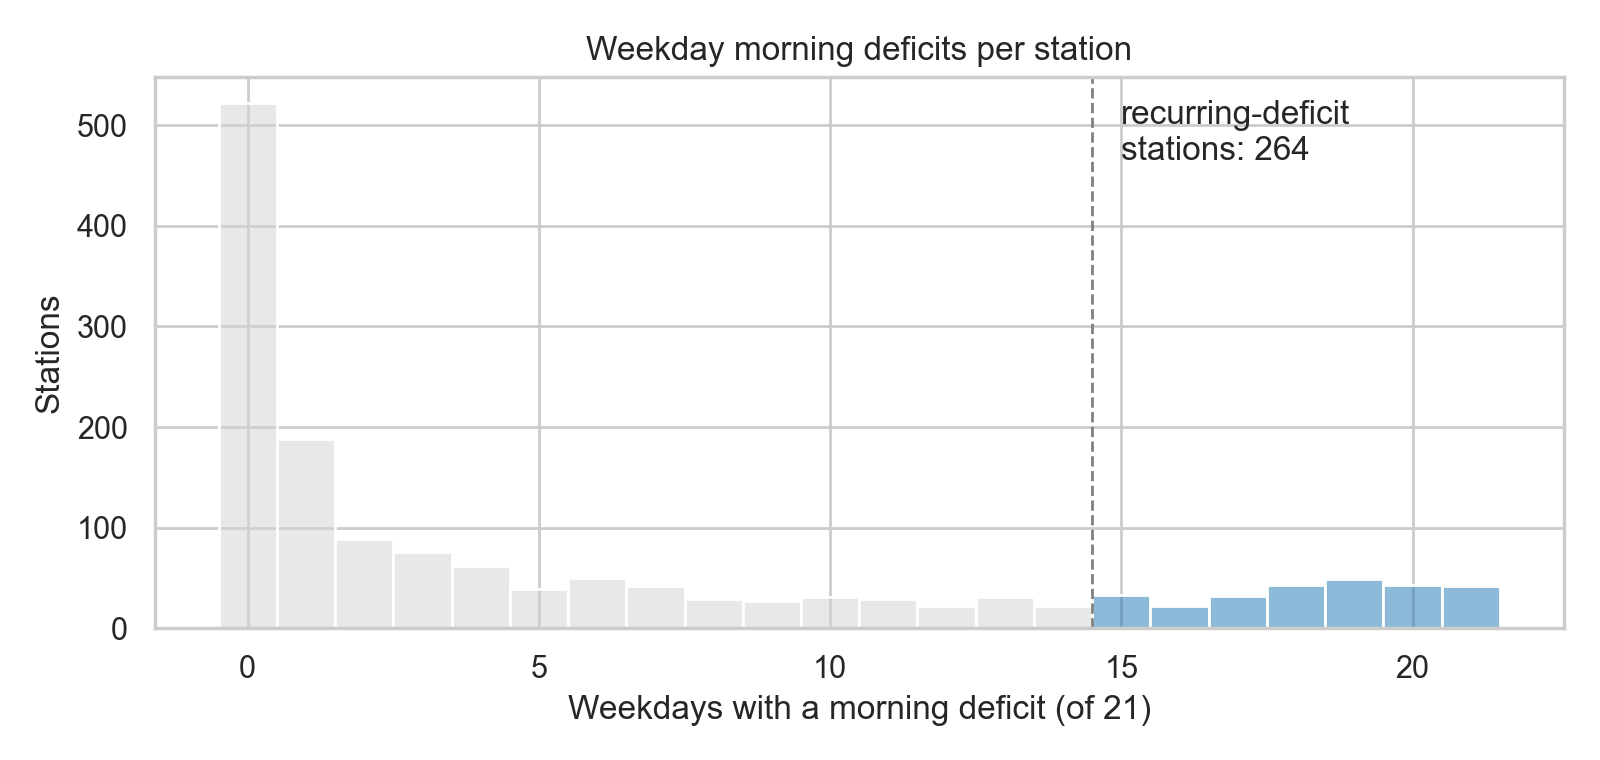 Weekday morning deficits per station
recurring-deficit
stations: 264
500
400
300
200
100
0
Stations
0 5 10 15 20
Weekdays with a morning deficit (of 21)